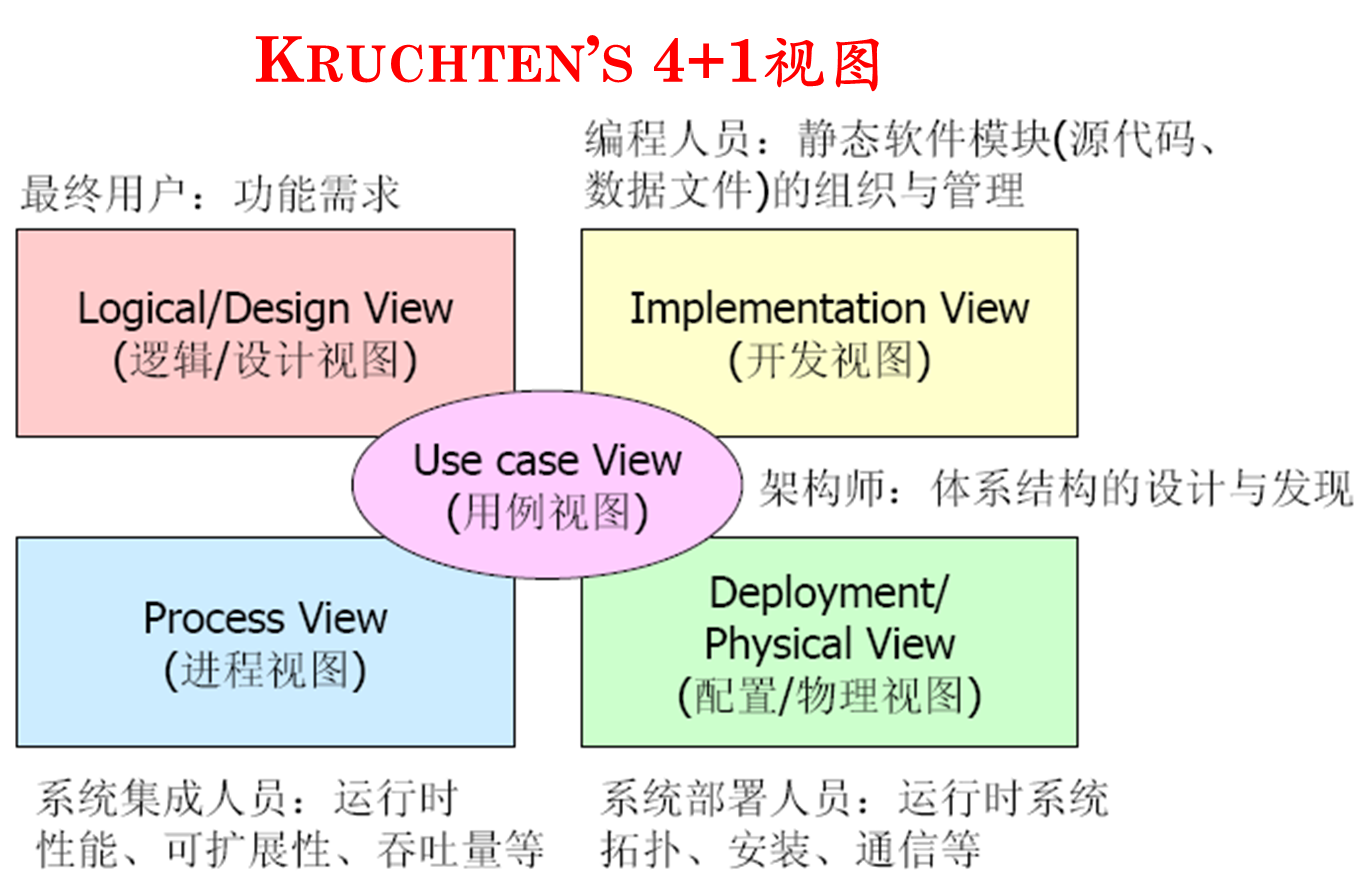 KRUCHTEN'S 4+1视图
最终用户：功能需求
编程人员：静态软件模块(源代码、
数据文件)的组织与管理
Logical/Design View
(逻辑/设计视图)
Implementation View
(开发视图)
Use case View
(用例视图)
架构师：体系结构的设计与发现
Process View
(进程视图)
Deployment/
Physical View
(配置/物理视图)
系统集成人员：运行时
性能、可扩展性、吞吐量等
系统部署人员：运行时系统
拓扑、安装、通信等